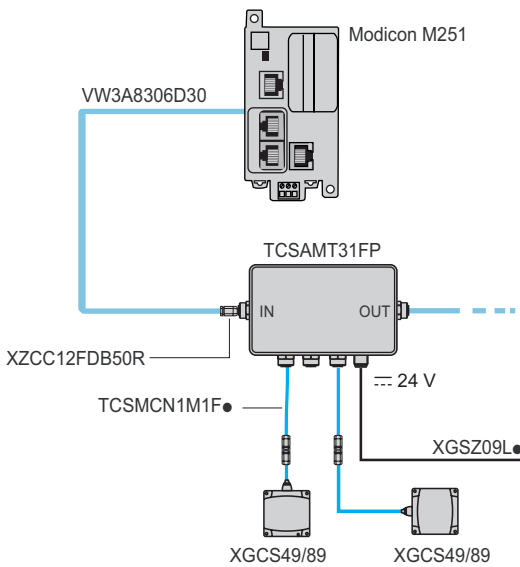 Modicon M251
VW3A8306D30
TCSAMT31FP
IN
OUT
XZCC12FDB50R
24 V
TCSMCN1M1F●
XGSZ09L●
XGCS49/89
XGCS49/89